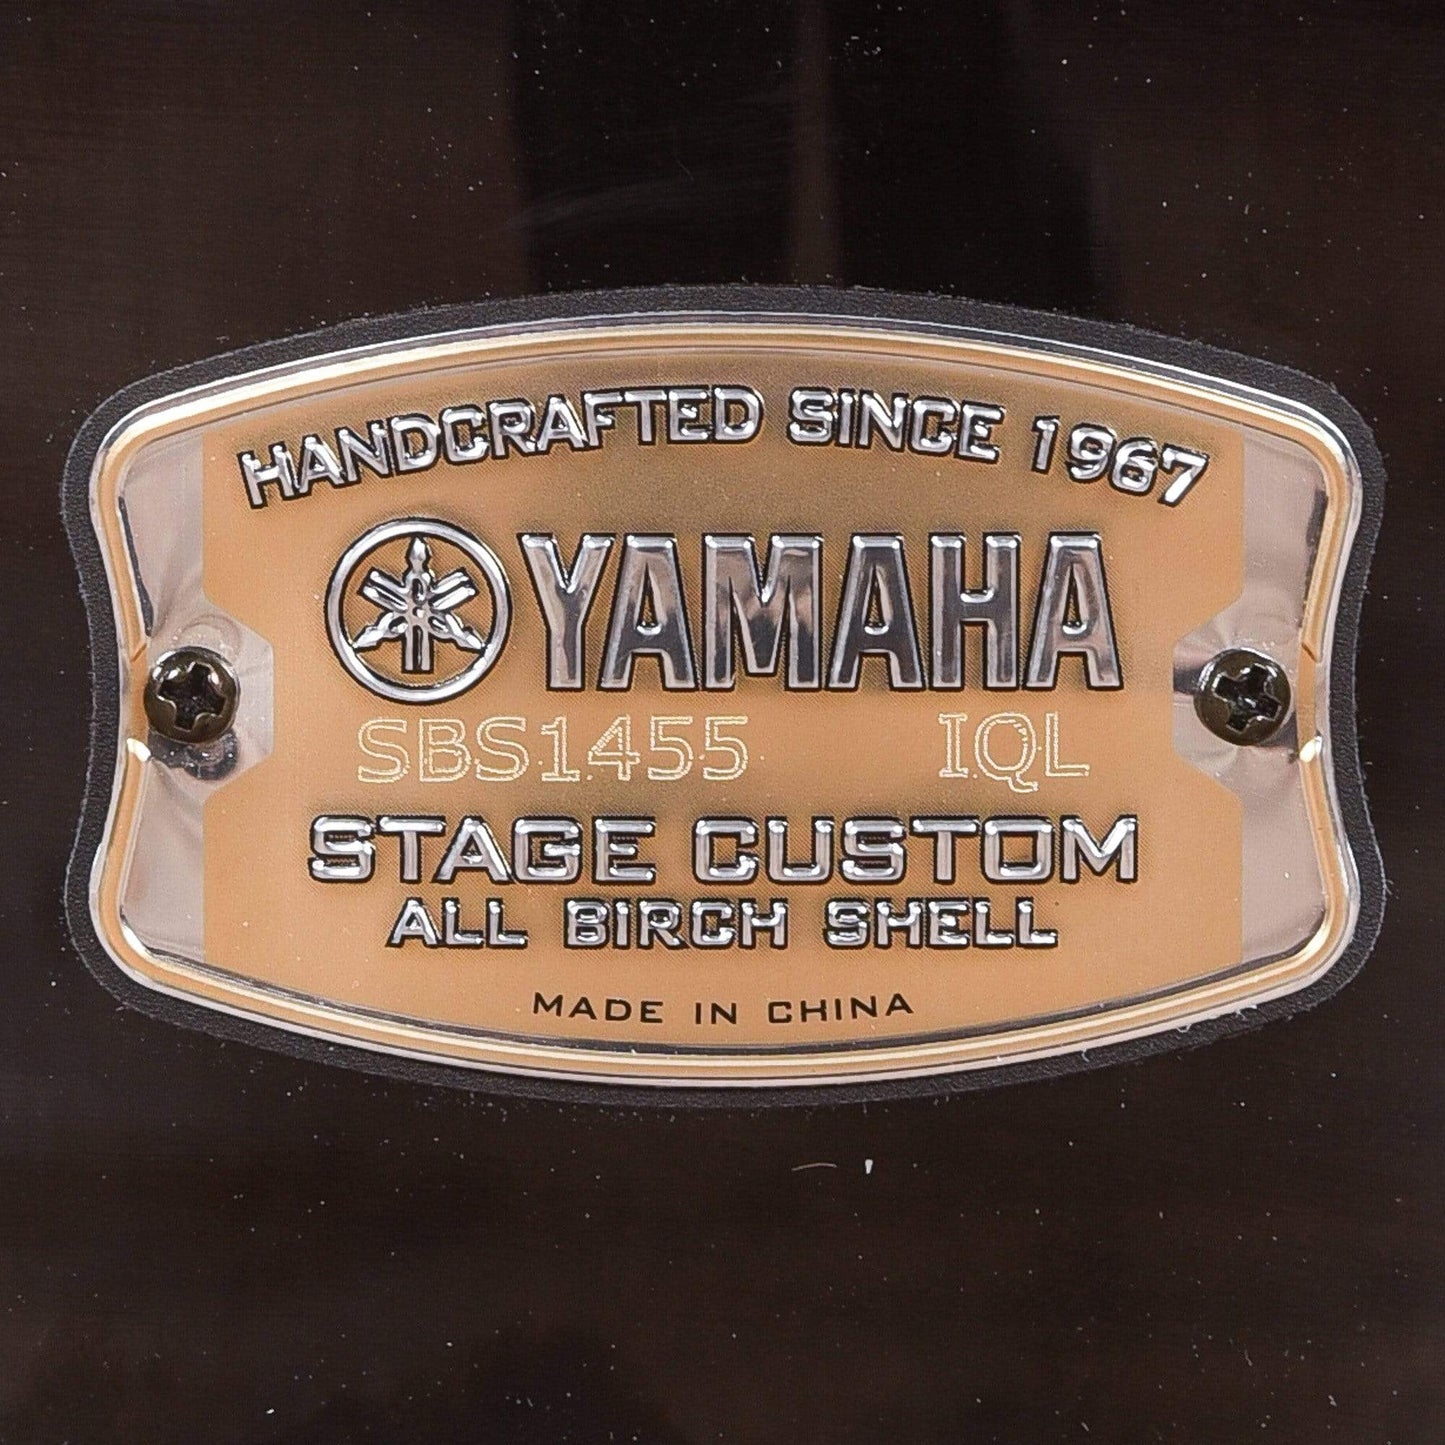 HANDCRAFTED SINCE 1967
YAMAHA
SBS1455 IQL
STAGE CUSTOM
ALL BIRCH SHELL
MADE IN CHINA